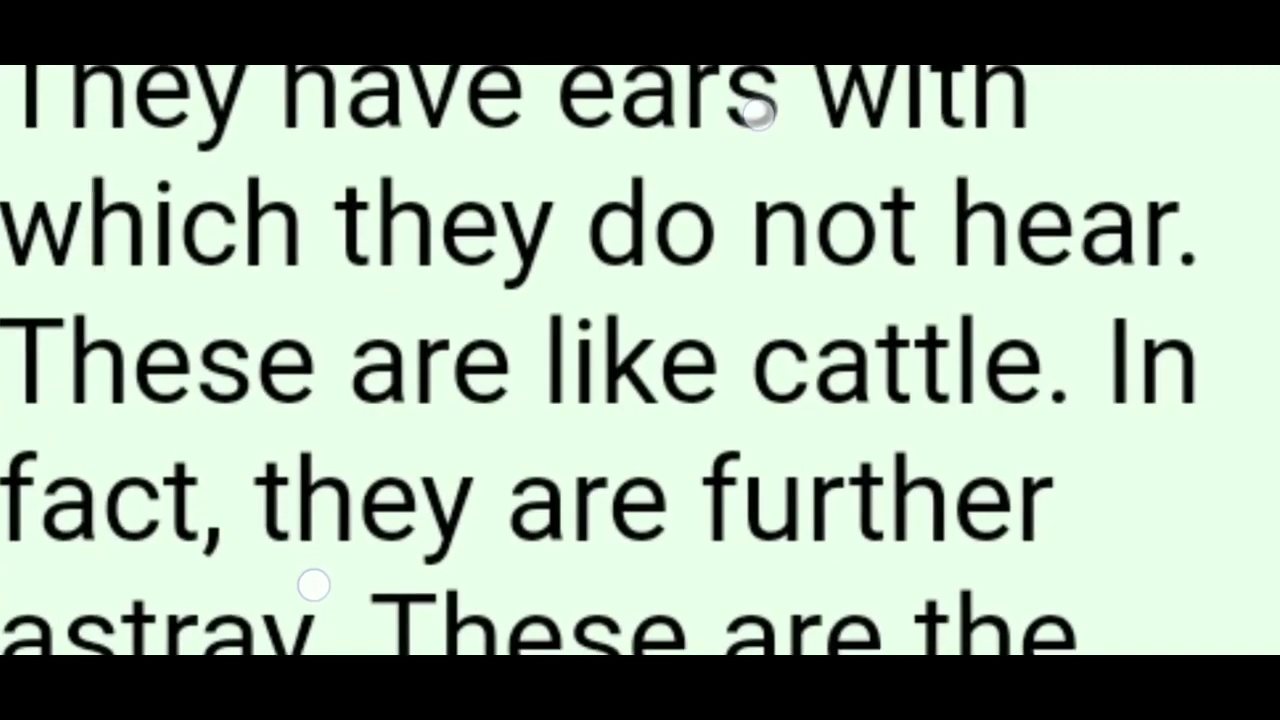 They have ears with
which they do not hear.
These are like cattle. In
fact, they are further
astray. These are the